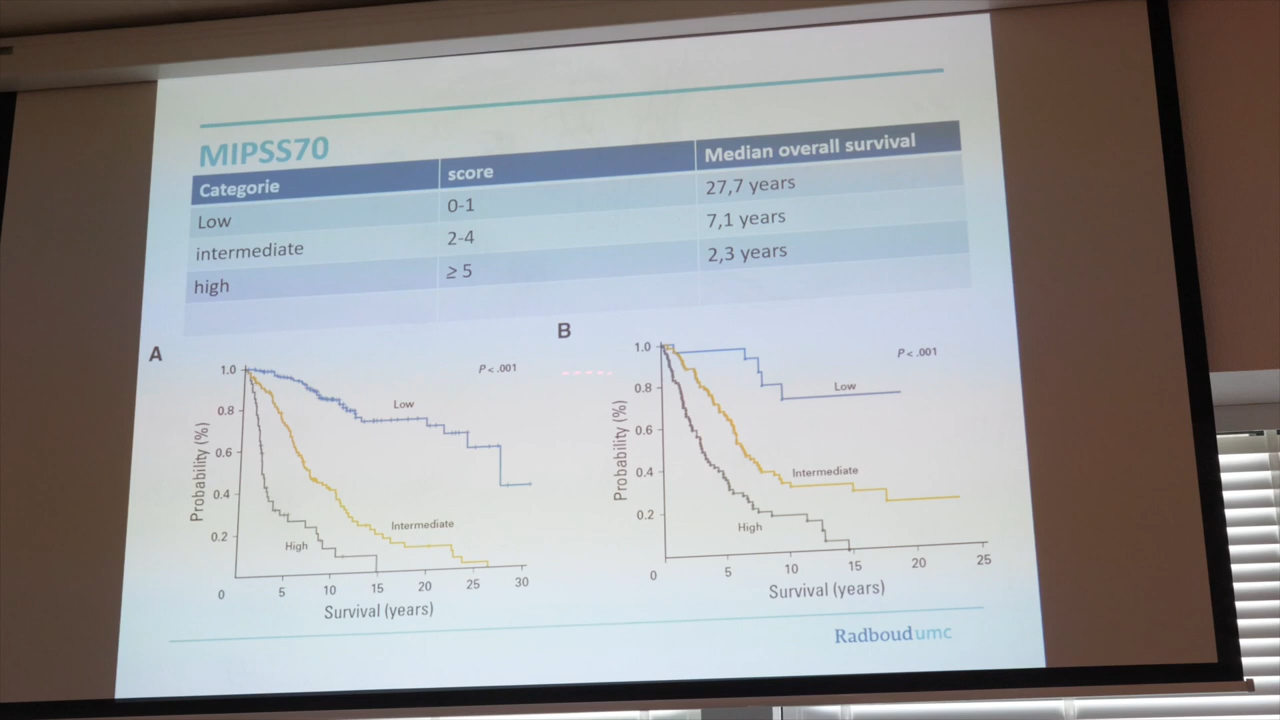 MIPSS70
Categorie score Median overall survival
Low 0-1 27,7 years
intermediate 2-4 7,1 years
high ≥ 5 2,3 years
A
P < .001
1.0
0.8
0.6
0.4
0.2
0 5 10 15 20 25 30
Probability (%)
Survival (years)
Low
Intermediate
High
B
P < .001
1.0
0.8
0.6
0.4
0.2
0 5 10 15 20 25
Probability (%)
Survival (years)
Low
Intermediate
High
Radboudumc